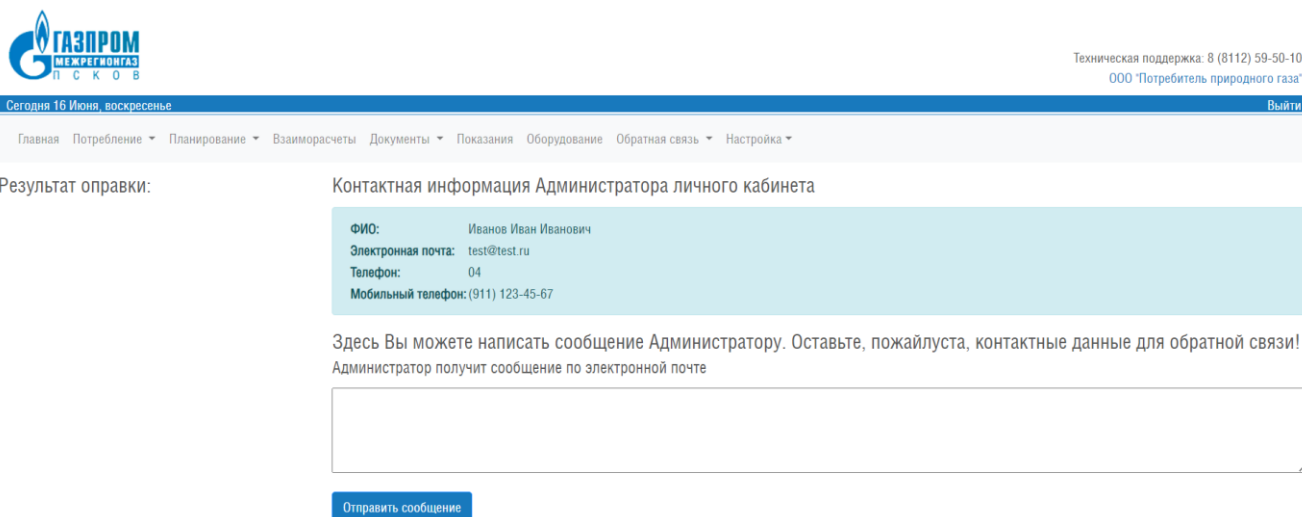 ГАЗПРОМ
МЕЖРЕГИОНГАЗ
ПСКОВ
Техническая поддержка: 8 (8112) 59-50-10
ООО "Потребитель природного газа"
Сегодня 16 Июня, воскресенье Выйти
Главная Потребление Планирование Взаиморасчеты Документы Показания Оборудование Обратная связь Настройка
Результат оправки: Контактная информация Администратора личного кабинета
ФИО: Иванов Иван Иванович
Электронная почта: test@test.ru
Телефон: 04
Мобильный телефон: (911) 123-45-67
Здесь Вы можете написать сообщение Администратору. Оставьте, пожайлуста, контактные данные для обратной связи!
Администратор получит сообщение по электронной почте
Отправить сообщение